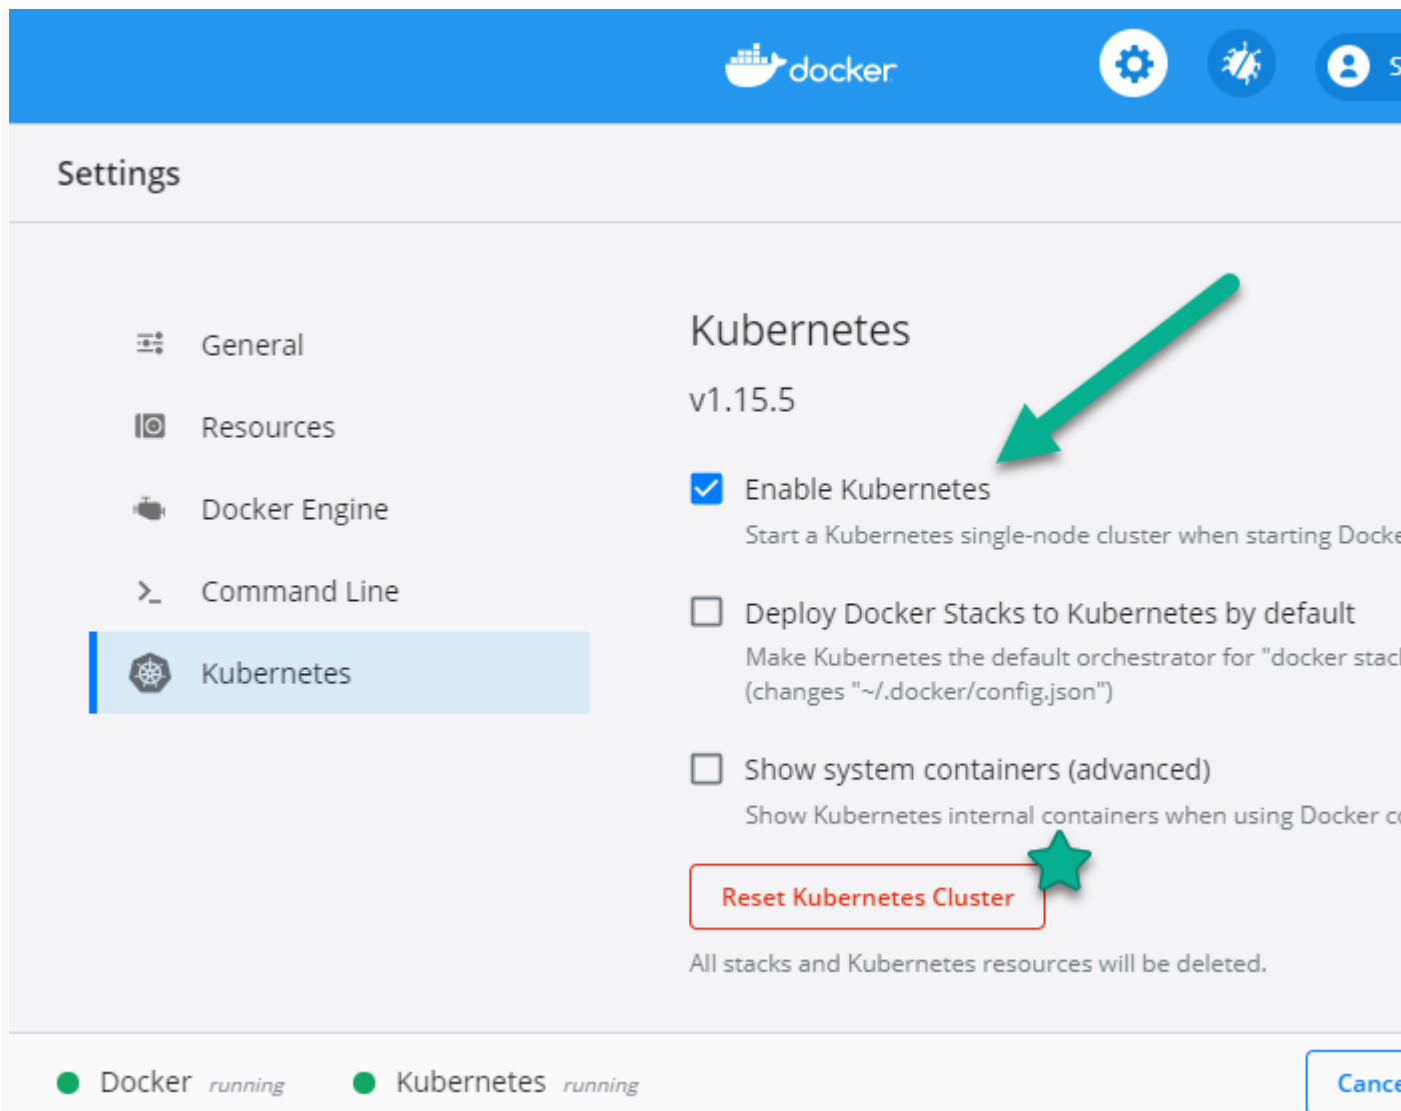 docker
S
Settings
General
Resources
Docker Engine
Command Line
Kubernetes
Kubernetes
v1.15.5
Enable Kubernetes
Start a Kubernetes single-node cluster when starting
Deploy Docker Stacks to Kubernetes by default
Make Kubernetes the default orchestrator for "docker
(changes "~/.docker/config.json")
Show system containers (advanced)
Show Kubernetes internal containers when using Docker
Reset Kubernetes Cluster
All stacks and Kubernetes resources will be deleted.
Docker running
Kubernetes running